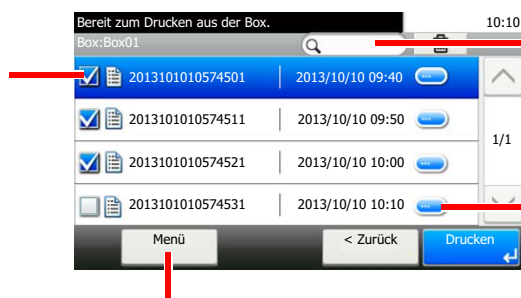 Bereit zum Drucken aus der Box. 10:10
Box:Box01
2013101010574501 2013/10/10 09:40
2013101010574511 2013/10/10 09:50
1/1
2013101010574521 2013/10/10 10:00
2013101010574531 2013/10/10 10:10
Menü < Zurück Drucken